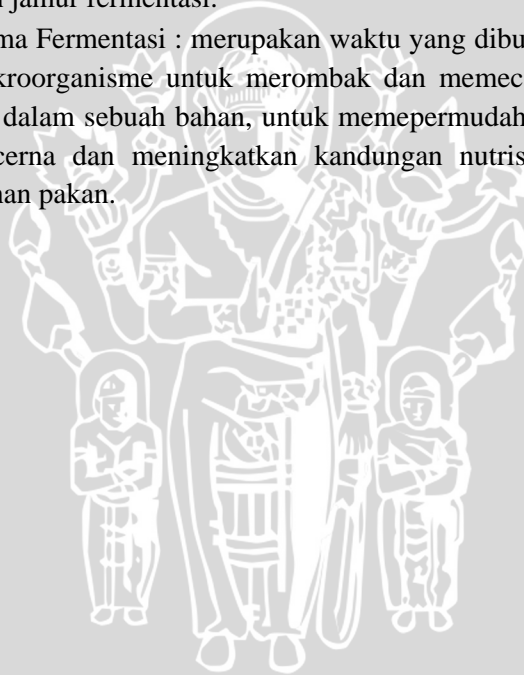 jamur fermentasi.
ma Fermentasi : merupakan waktu yang dibu
kroorganisme untuk merombak dan memec
dalam sebuah bahan, untuk memepermudah
cerna dan meningkatkan kandungan nutris
nan pakan.